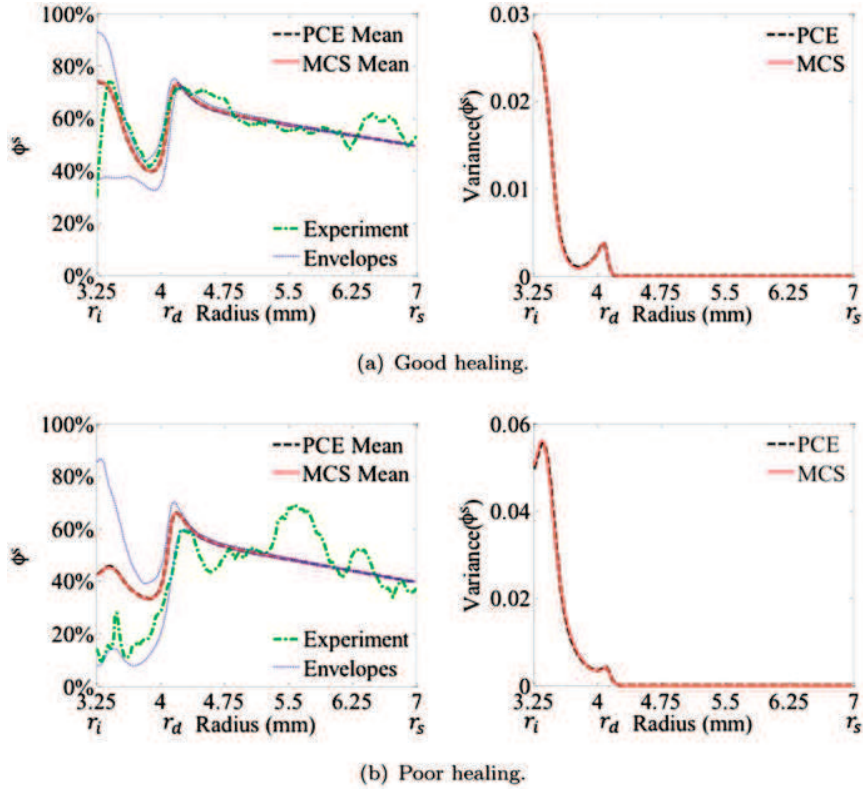 100%
80%
60%
40%
20%
0%
ϕˢ
PCE Mean
MCS Mean
Experiment
Envelopes
3.25 4 4.75 5.5 6.25 7
rᵢ r_d Radius (mm) rₛ
0.03
0.02
0.01
0
Variance(ϕˢ)
PCE
MCS
3.25 4 4.75 5.5 6.25 7
rᵢ r_d Radius (mm) rₛ
(a) Good healing.
100%
80%
60%
40%
20%
0%
ϕˢ
PCE Mean
MCS Mean
Experiment
Envelopes
3.25 4 4.75 5.5 6.25 7
rᵢ r_d Radius (mm) rₛ
0.06
0.04
0.02
0
Variance(ϕˢ)
PCE
MCS
3.25 4 4.75 5.5 6.25 7
rᵢ r_d Radius (mm) rₛ
(b) Poor healing.